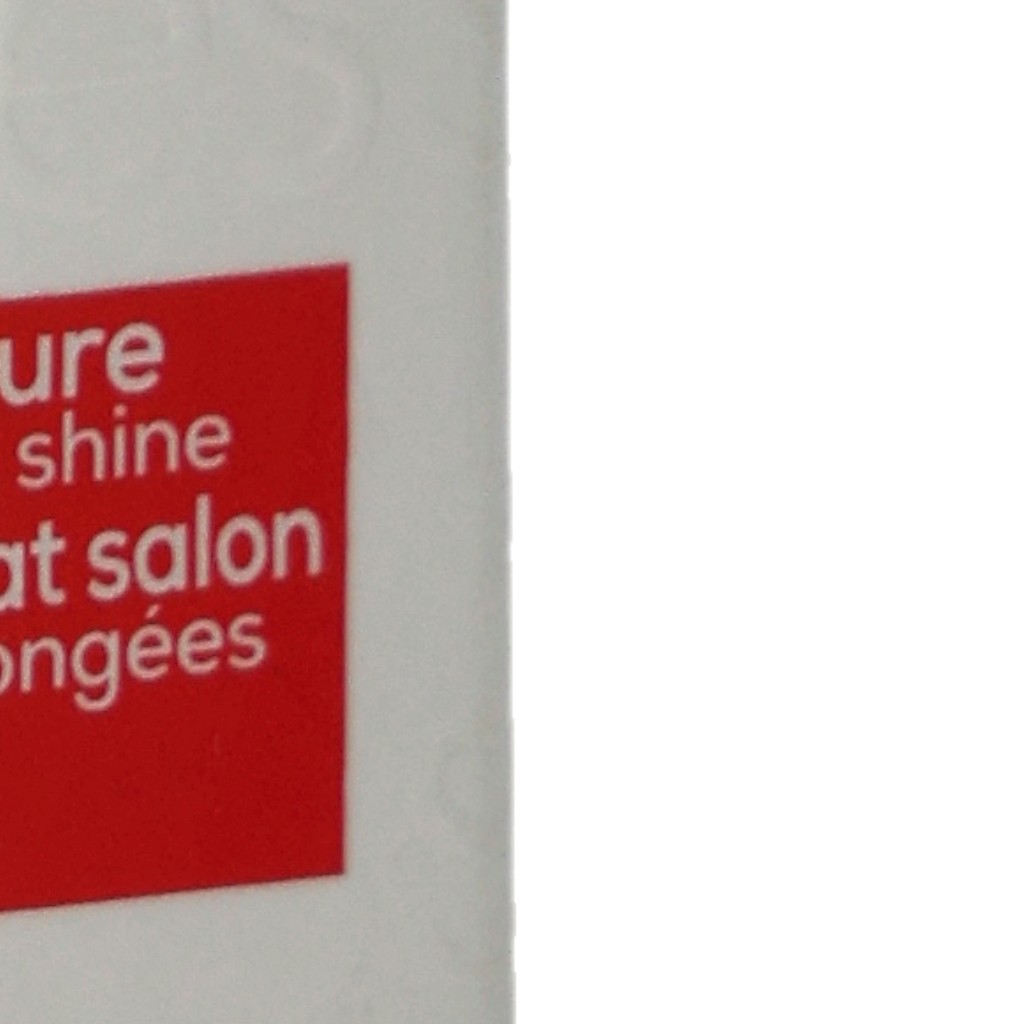 ure
shine
at salon
ongées